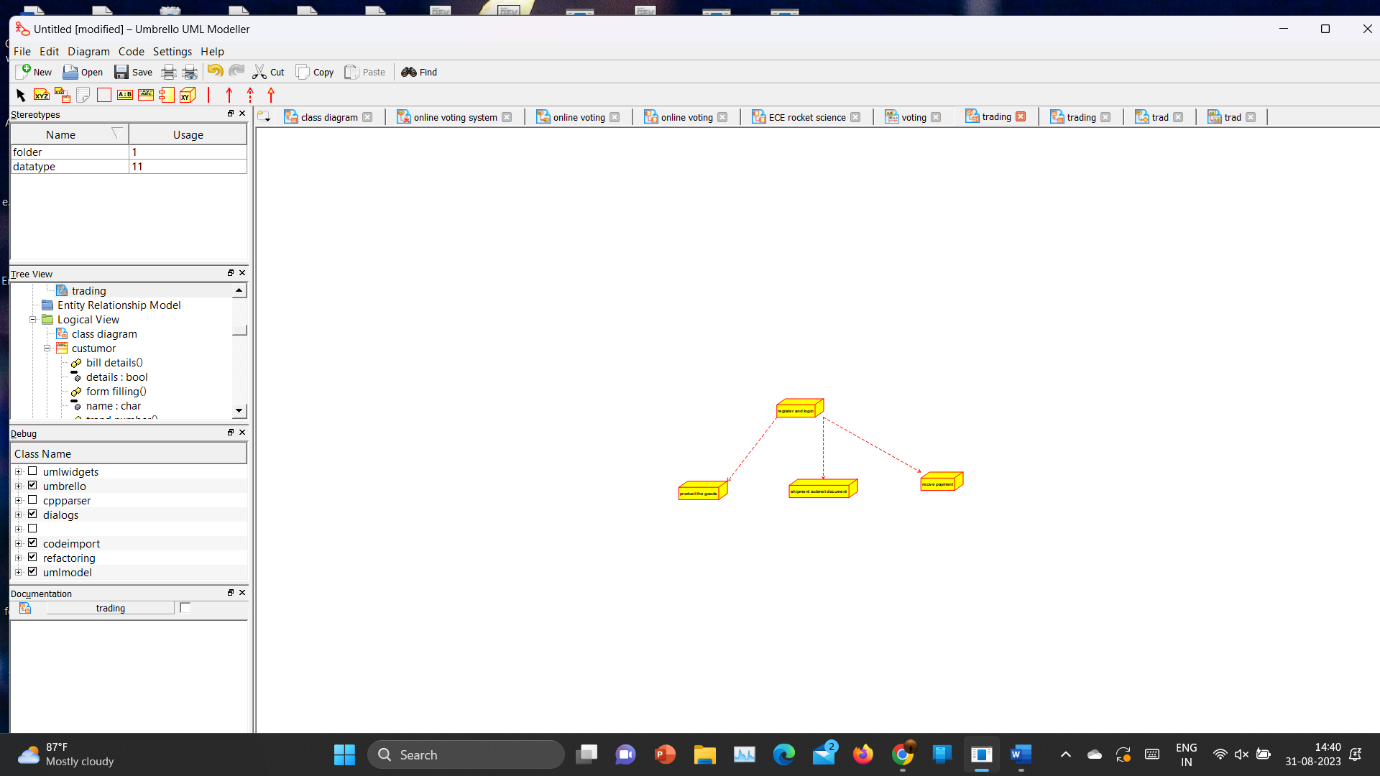 Untitled [modified] – Umbrello UML Modeller
File Edit Diagram Code Settings Help
New Open Save Cut Copy Paste Find
Stereotypes
class diagram
online voting system
online voting
online voting
ECE rocket science
voting
trading
trading
trad
trad
Name Usage
folder 1
datatype 11
Tree View
trading
Entity Relationship Model
Logical View
class diagram
custumor
bill details()
details : bool
form filling()
name : char
Debug
Class Name
umlwidgets
umbrello
cppparser
dialogs
codeimport
refactoring
umlmodel
Documentation
trading
register and login
product the goods
shipment and
document
payment
87°F
Mostly cloudy
Search
2
ENG
IN
14:40
31-08-2023